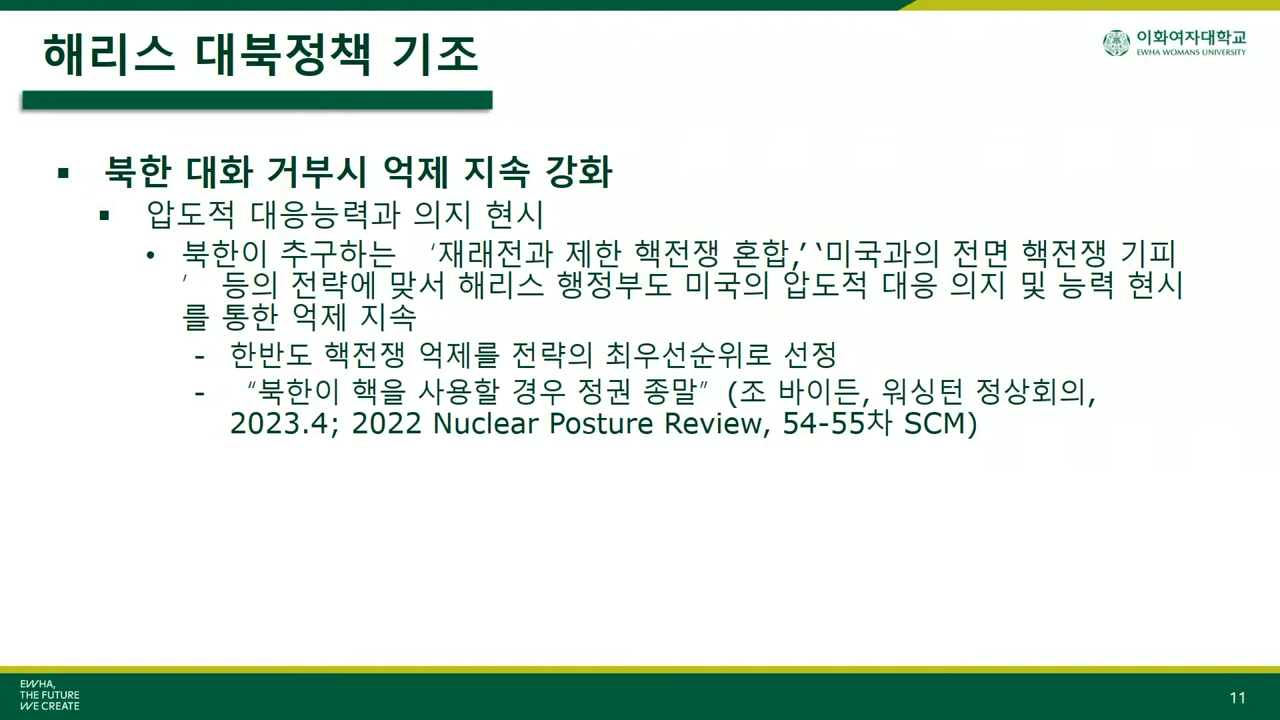 해리스 대북정책 기조
이화여자대학교
EWHA WOMANS UNIVERSITY
▪ 북한 대화 거부시 억제 지속 강화
▪ 압도적 대응능력과 의지 현시
• 북한이 추구하는 ‘재래전과 제한 핵전쟁 혼합,’ ‘미국과의 전면 핵전쟁 기피
’ 등의 전략에 맞서 해리스 행정부도 미국의 압도적 대응 의지 및 능력 현시
를 통한 억제 지속
- 한반도 핵전쟁 억제를 전략의 최우선순위로 선정
- “북한이 핵을 사용할 경우 정권 종말” (조 바이든, 워싱턴 정상회의,
2023.4; 2022 Nuclear Posture Review, 54-55차 SCM)
EWHA,
THE FUTURE
WE CREATE
11